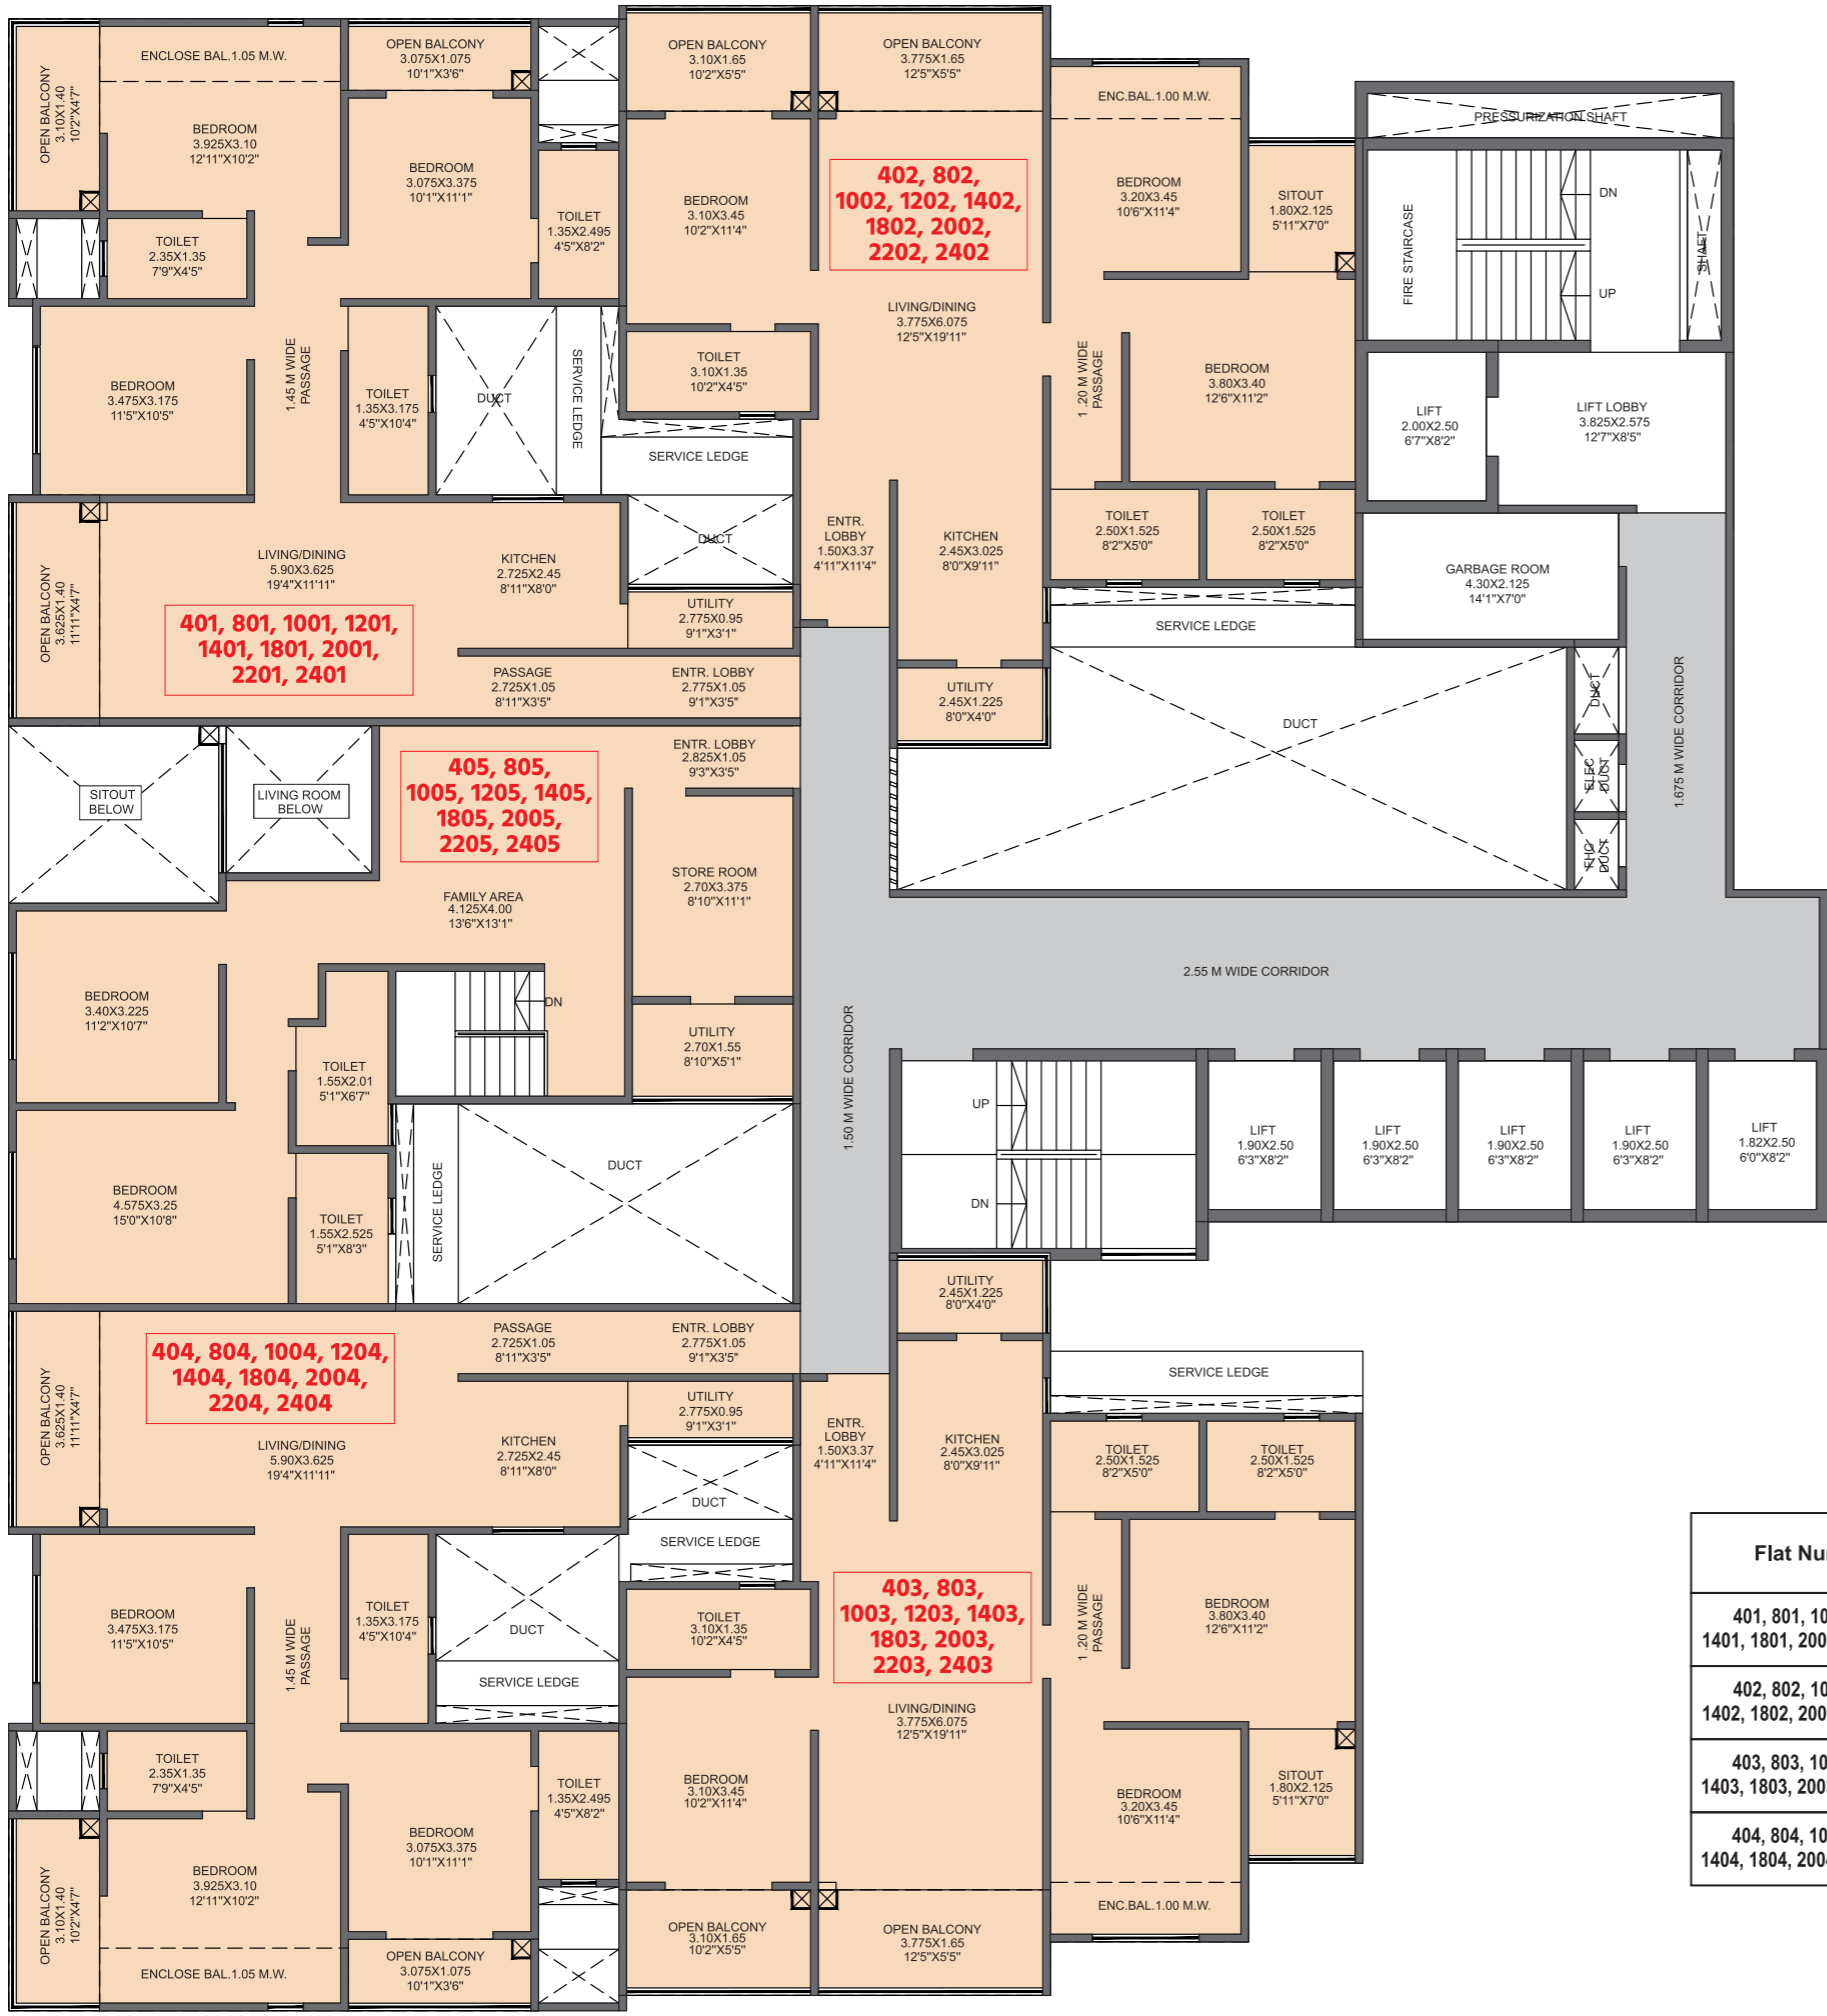 ENCLOSE BAL.1.05 M.W.
OPEN BALCONY
3.10X1.40
10'2"X4'7"
BEDROOM
3.925X3.10
12'11"X10'2"
OPEN BALCONY
3.075X1.075
10'1"X3'6"
BEDROOM
3.075X3.375
10'1"X11'1"
TOILET
1.35X2.495
4'5"X8'2"
TOILET
2.35X1.35
7'9"X4'5"
BEDROOM
3.475X3.175
11'5"X10'5"
1.45 M WIDE
PASSAGE
TOILET
1.35X3.175
4'5"X10'4"
DUCT
SERVICE LEDGE
SERVICE LEDGE
DUCT
OPEN BALCONY
3.625X1.40
11'11"X4'7"
LIVING/DINING
5.90X3.625
19'4"X11'11"
KITCHEN
2.725X2.45
8'11"X8'0"
UTILITY
2.775X0.95
9'1"X3'1"
401, 801, 1001, 1201,
1401, 1801, 2001,
2201, 2401
PASSAGE
2.725X1.05
8'11"X3'5"
ENTR. LOBBY
2.775X1.05
9'1"X3'5"
OPEN BALCONY
3.10X1.65
10'2"X5'5"
OPEN BALCONY
3.775X1.65
12'5"X5'5"
ENC.BAL.1.00 M.W.
BEDROOM
3.10X3.45
10'2"X11'4"
402, 802,
1002, 1202, 1402,
1802, 2002,
2202, 2402
BEDROOM
3.20X3.45
10'6"X11'4"
SITOUT
1.80X2.125
5'11"X7'0"
LIVING/DINING
3.775X6.075
12'5"X19'11"
TOILET
3.10X1.35
10'2"X4'5"
1 .20 M WIDE
PASSAGE
BEDROOM
3.80X3.40
12'6"X11'2"
ENTR.
LOBBY
1.50X3.37
4'11"X11'4"
KITCHEN
2.45X3.025
8'0"X9'11"
TOILET
2.50X1.525
8'2"X5'0"
TOILET
2.50X1.525
8'2"X5'0"
SERVICE LEDGE
UTILITY
2.45X1.225
8'0"X4'0"
DUCT
PRESSURIZATION SHAFT
FIRE STAIRCASE
DN
UP
SHAFT
LIFT
2.00X2.50
6'7"X8'2"
LIFT LOBBY
3.825X2.575
12'7"X8'5"
GARBAGE ROOM
4.30X2.125
14'1"X7'0"
DUCT
ELEC
DUCT
FHC
DUCT
1.675 M WIDE CORRIDOR
SITOUT
BELOW
LIVING ROOM
BELOW
405, 805,
1005, 1205, 1405,
1805, 2005,
2205, 2405
ENTR. LOBBY
2.825X1.05
9'3"X3'5"
STORE ROOM
2.70X3.375
8'10"X11'1"
FAMILY AREA
4.125X4.00
13'6"X13'1"
BEDROOM
3.40X3.225
11'2"X10'7"
DN
UTILITY
2.70X1.55
8'10"X5'1"
TOILET
1.55X2.01
5'1"X6'7"
BEDROOM
4.575X3.25
15'0"X10'8"
TOILET
1.55X2.525
5'1"X8'3"
SERVICE LEDGE
DUCT
1.50 M WIDE CORRIDOR
2.55 M WIDE CORRIDOR
UP
DN
LIFT
1.90X2.50
6'3"X8'2"
LIFT
1.90X2.50
6'3"X8'2"
LIFT
1.90X2.50
6'3"X8'2"
LIFT
1.90X2.50
6'3"X8'2"
LIFT
1.82X2.50
6'0"X8'2"
404, 804, 1004, 1204,
1404, 1804, 2004,
2204, 2404
PASSAGE
2.725X1.05
8'11"X3'5"
ENTR. LOBBY
2.775X1.05
9'1"X3'5"
OPEN BALCONY
3.625X1.40
11'11"X4'7"
LIVING/DINING
5.90X3.625
19'4"X11'11"
KITCHEN
2.725X2.45
8'11"X8'0"
UTILITY
2.775X0.95
9'1"X3'1"
DUCT
SERVICE LEDGE
BEDROOM
3.475X3.175
11'5"X10'5"
1.45 M WIDE
PASSAGE
TOILET
1.35X3.175
4'5"X10'4"
DUCT
SERVICE LEDGE
TOILET
2.35X1.35
7'9"X4'5"
BEDROOM
3.075X3.375
10'1"X11'1"
TOILET
1.35X2.495
4'5"X8'2"
OPEN BALCONY
3.10X1.40
10'2"X4'7"
BEDROOM
3.925X3.10
12'11"X10'2"
ENCLOSE BAL.1.05 M.W.
OPEN BALCONY
3.075X1.075
10'1"X3'6"
UTILITY
2.45X1.225
8'0"X4'0"
ENTR.
LOBBY
1.50X3.37
4'11"X11'4"
KITCHEN
2.45X3.025
8'0"X9'11"
SERVICE LEDGE
TOILET
2.50X1.525
8'2"X5'0"
TOILET
2.50X1.525
8'2"X5'0"
403, 803,
1003, 1203, 1403,
1803, 2003,
2203, 2403
TOILET
3.10X1.35
10'2"X4'5"
1 .20 M WIDE
PASSAGE
BEDROOM
3.80X3.40
12'6"X11'2"
LIVING/DINING
3.775X6.075
12'5"X19'11"
BEDROOM
3.10X3.45
10'2"X11'4"
BEDROOM
3.20X3.45
10'6"X11'4"
SITOUT
1.80X2.125
5'11"X7'0"
OPEN BALCONY
3.10X1.65
10'2"X5'5"
OPEN BALCONY
3.775X1.65
12'5"X5'5"
ENC.BAL.1.00 M.W.
Flat
401, 801,
1401, 1801,
402, 802,
1402, 1802,
403, 803,
1403, 1803,
404, 804,
1404, 1804,